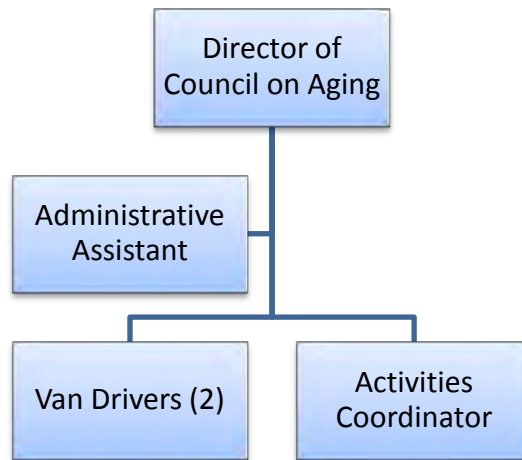 Director of
Council on Aging
Administrative
Assistant
Van Drivers (2)
Activities
Coordinator